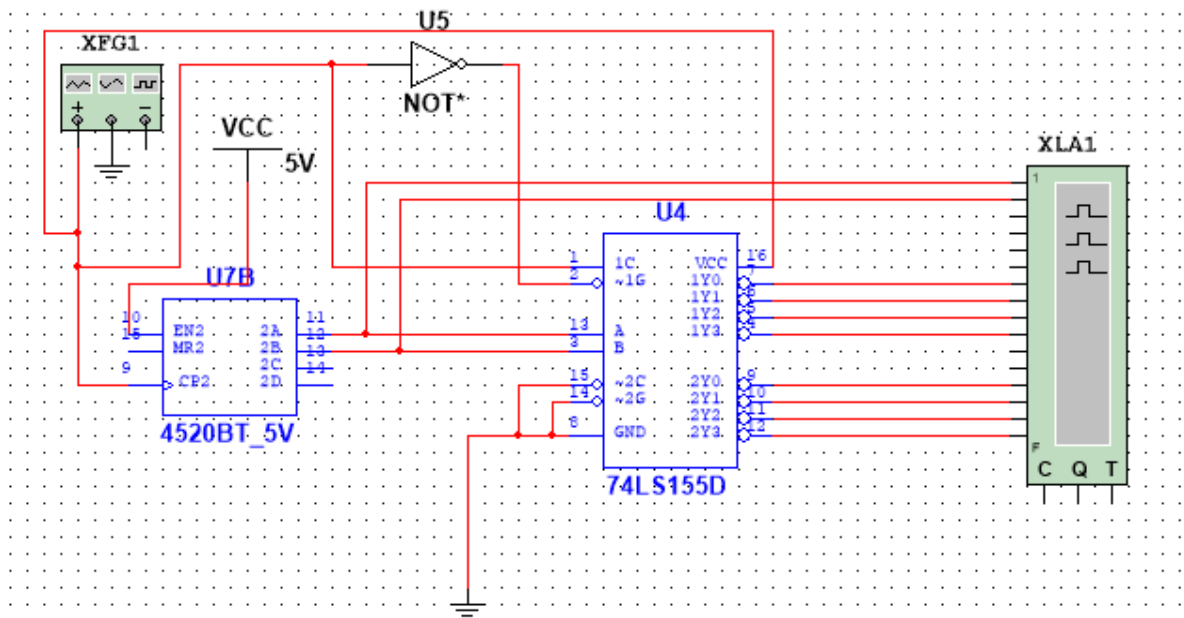 U5
XFG1
NOT*
VCC
5V
XLA1
1
F
C Q T
U4
1 1C VCC 16
2 ~1G 1Y0 7
1Y1 6
1Y2 5
13 A 1Y3 4
3 B
15 ~2C 2Y0 9
14 ~2G 2Y1 10
2Y2 11
8 GND 2Y3 12
74LS155D
U7B
10 EN2 2A 11
15 MR2 2B 12
2C 13
9 CP2 2D 14
4520BT_5V